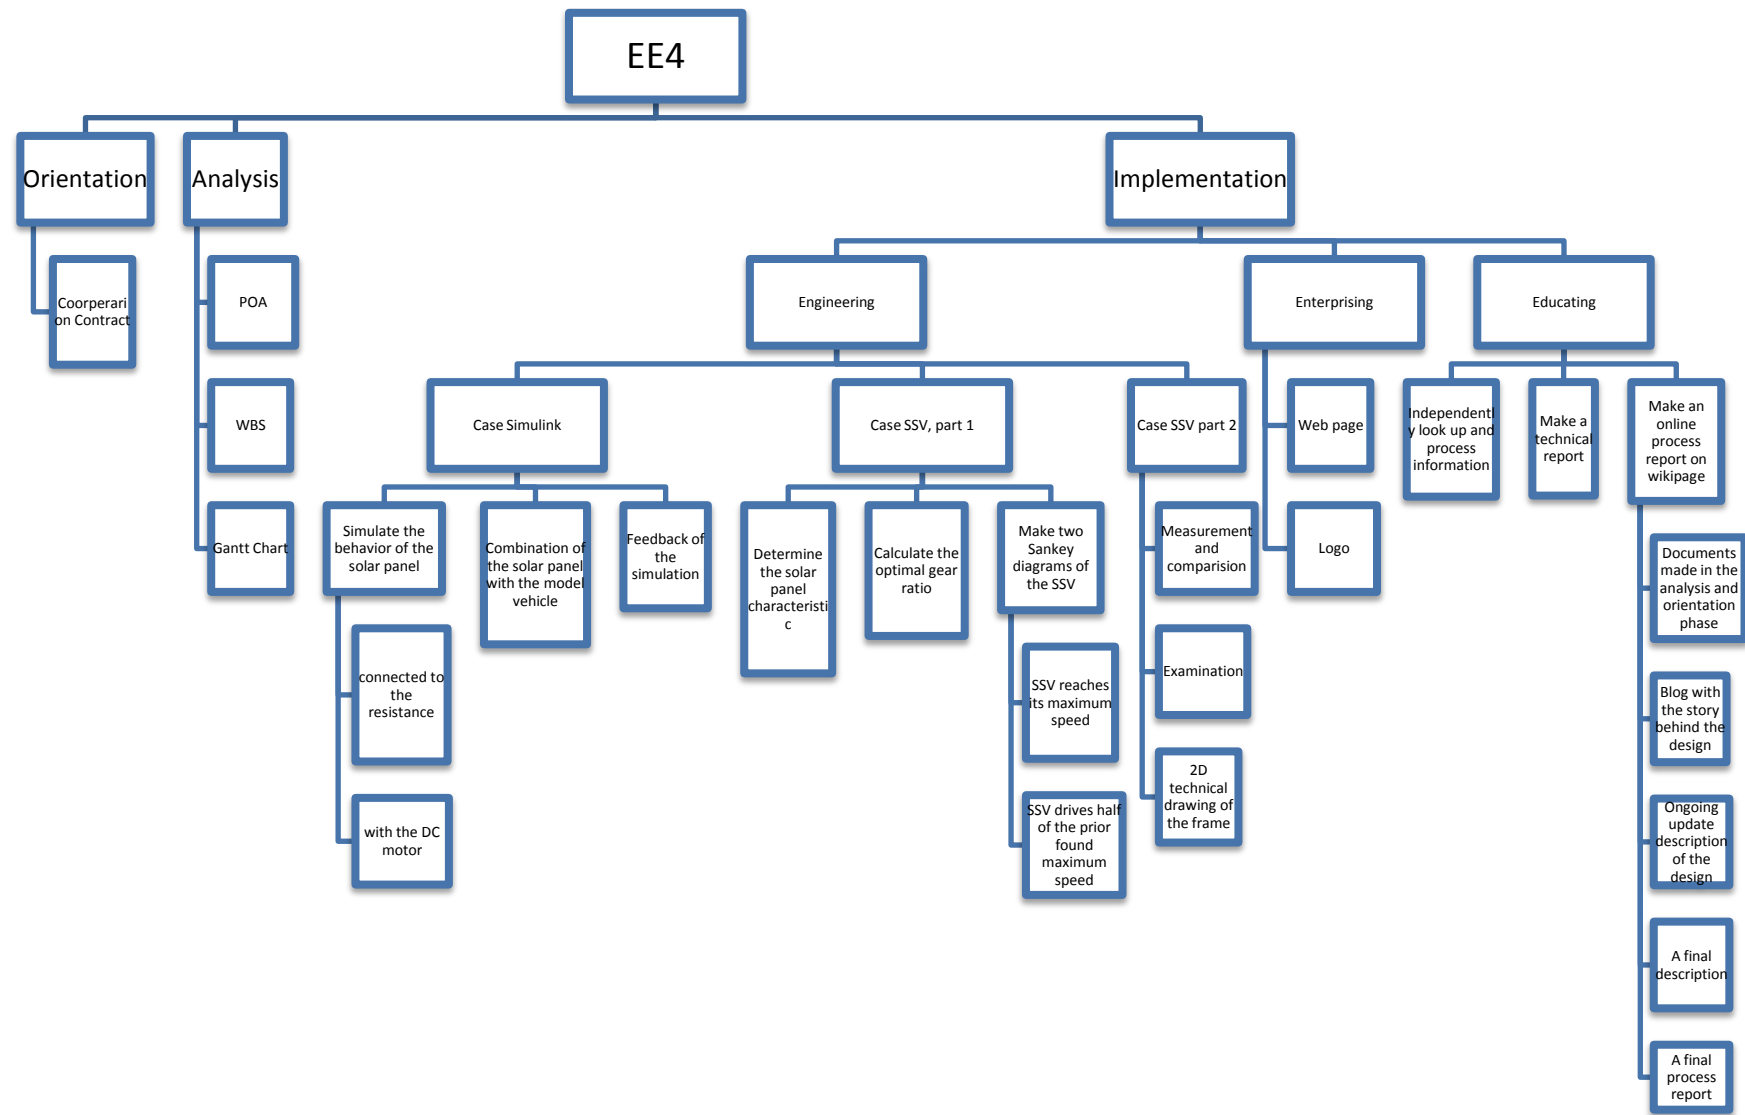 EE4
Orientation
Analysis
Implementation
Coorperari
on Contract
POA
WBS
Gantt Chart
Engineering
Enterprising
Educating
Case Simulink
Case SSV, part 1
Case SSV part 2
Simulate the
behavior of the
solar panel
Combination of
the solar panel
with the model
vehicle
Feedback of
the
simulation
connected to
the
resistance
with the DC
motor
Determine
the solar
panel
characteristi
c
Calculate the
optimal gear
ratio
Make two
Sankey
diagrams of
the SSV
SSV reaches
its maximum
speed
SSV drives half
of the prior
found
maximum
speed
Measurement
and
comparision
Examination
2D
technical
drawing of
the frame
Web page
Logo
Independentl
y look up and
process
information
Make a
technical
report
Make an
online
process
report on
wikipage
Documents
made in the
analysis and
orientation
phase
Blog with
the story
behind the
design
Ongoing
update
description
of the
design
A final
description
A final
process
report